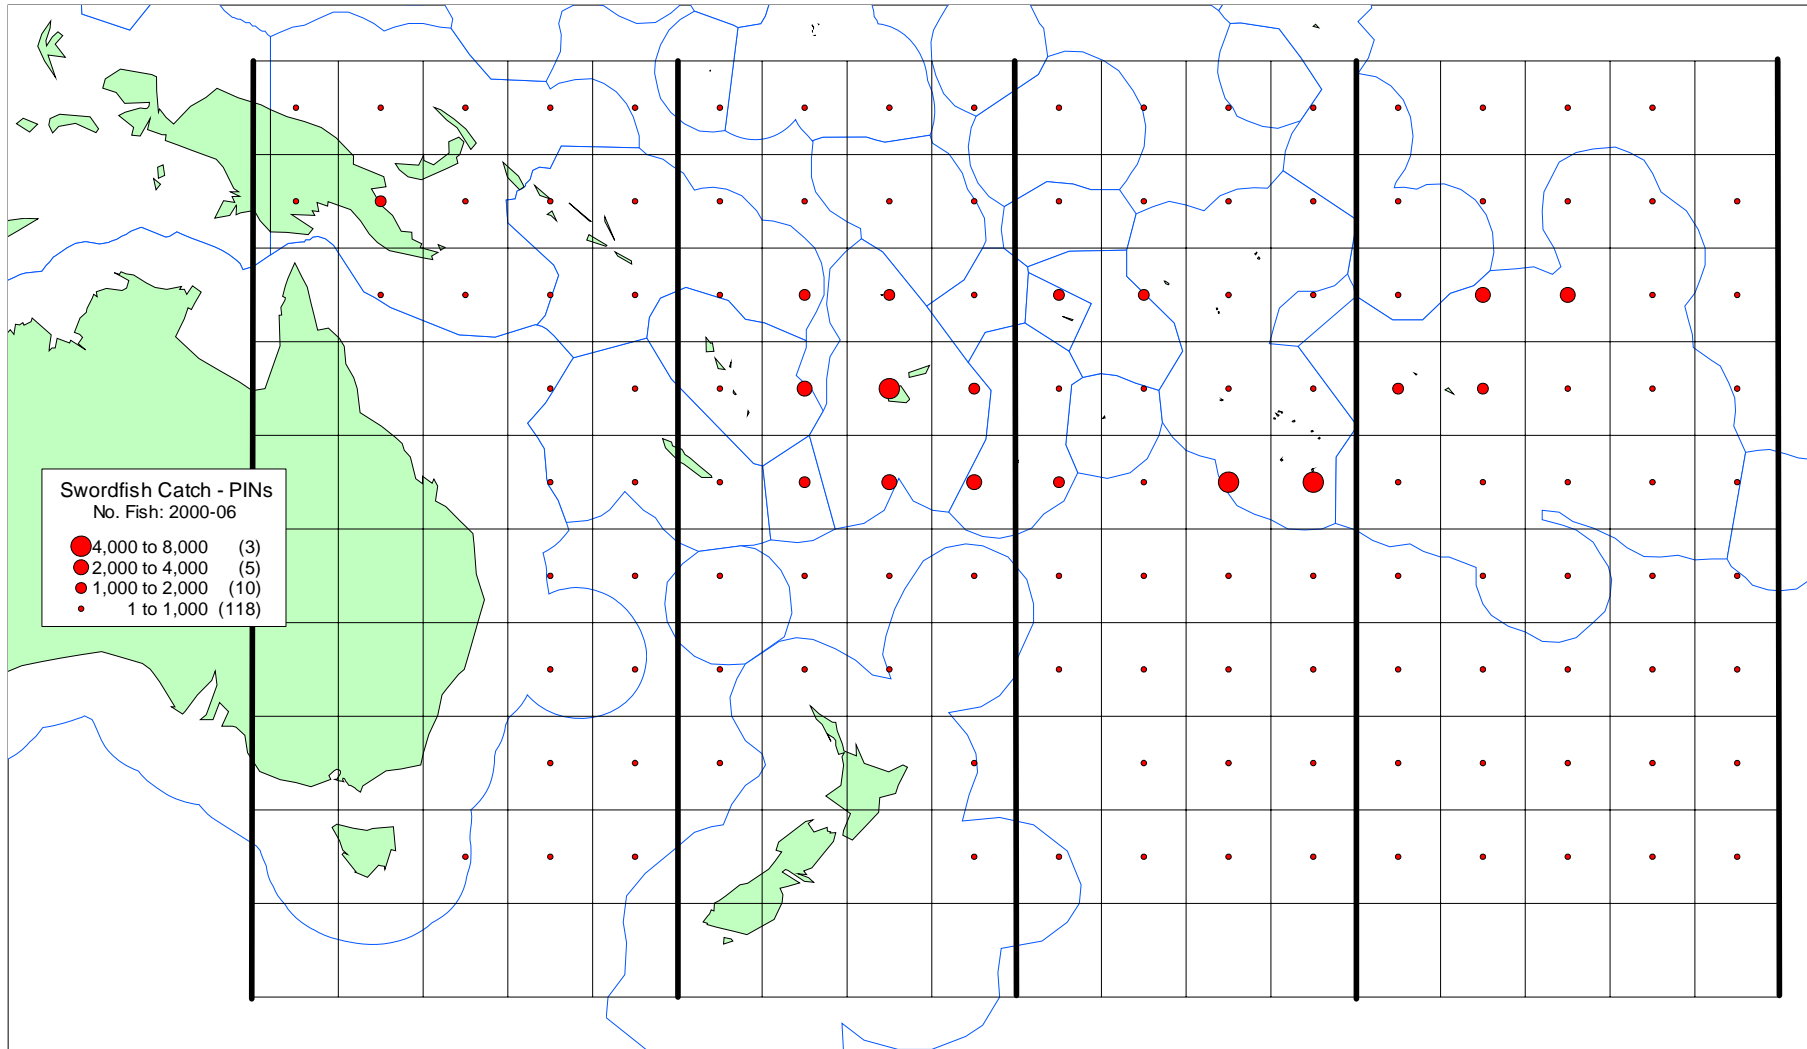 Swordfish Catch - PINs
No. Fish: 2000-06
4,000 to 8,000 (3)
2,000 to 4,000 (5)
1,000 to 2,000 (10)
1 to 1,000 (118)